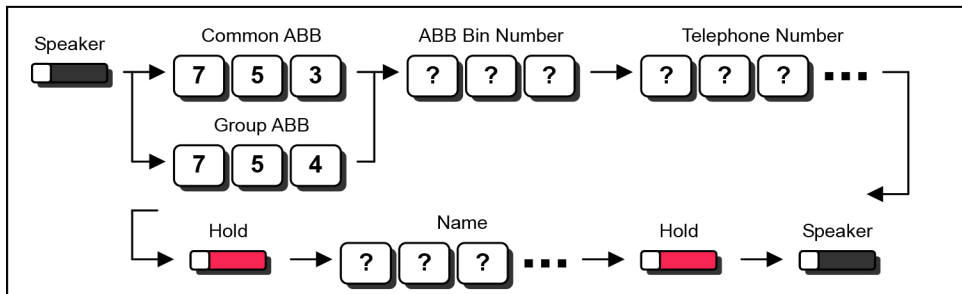 Speaker
Common ABB
7 5 3
Group ABB
7 5 4
ABB Bin Number
? ? ?
Telephone Number
? ? ? ...
Hold
Name
? ? ? ...
Hold
Speaker